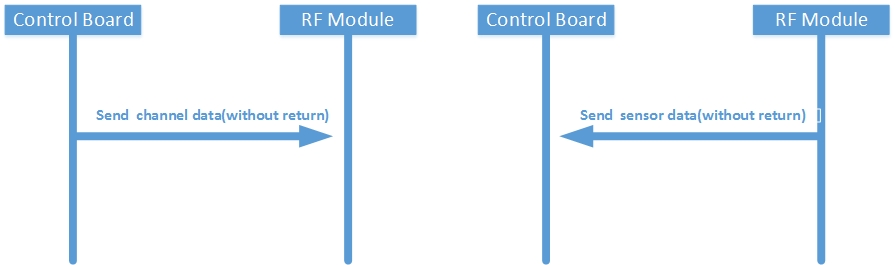 Control Board
RF Module
Control Board
RF Module
Send channel data(without return)
Send sensor data(without return)